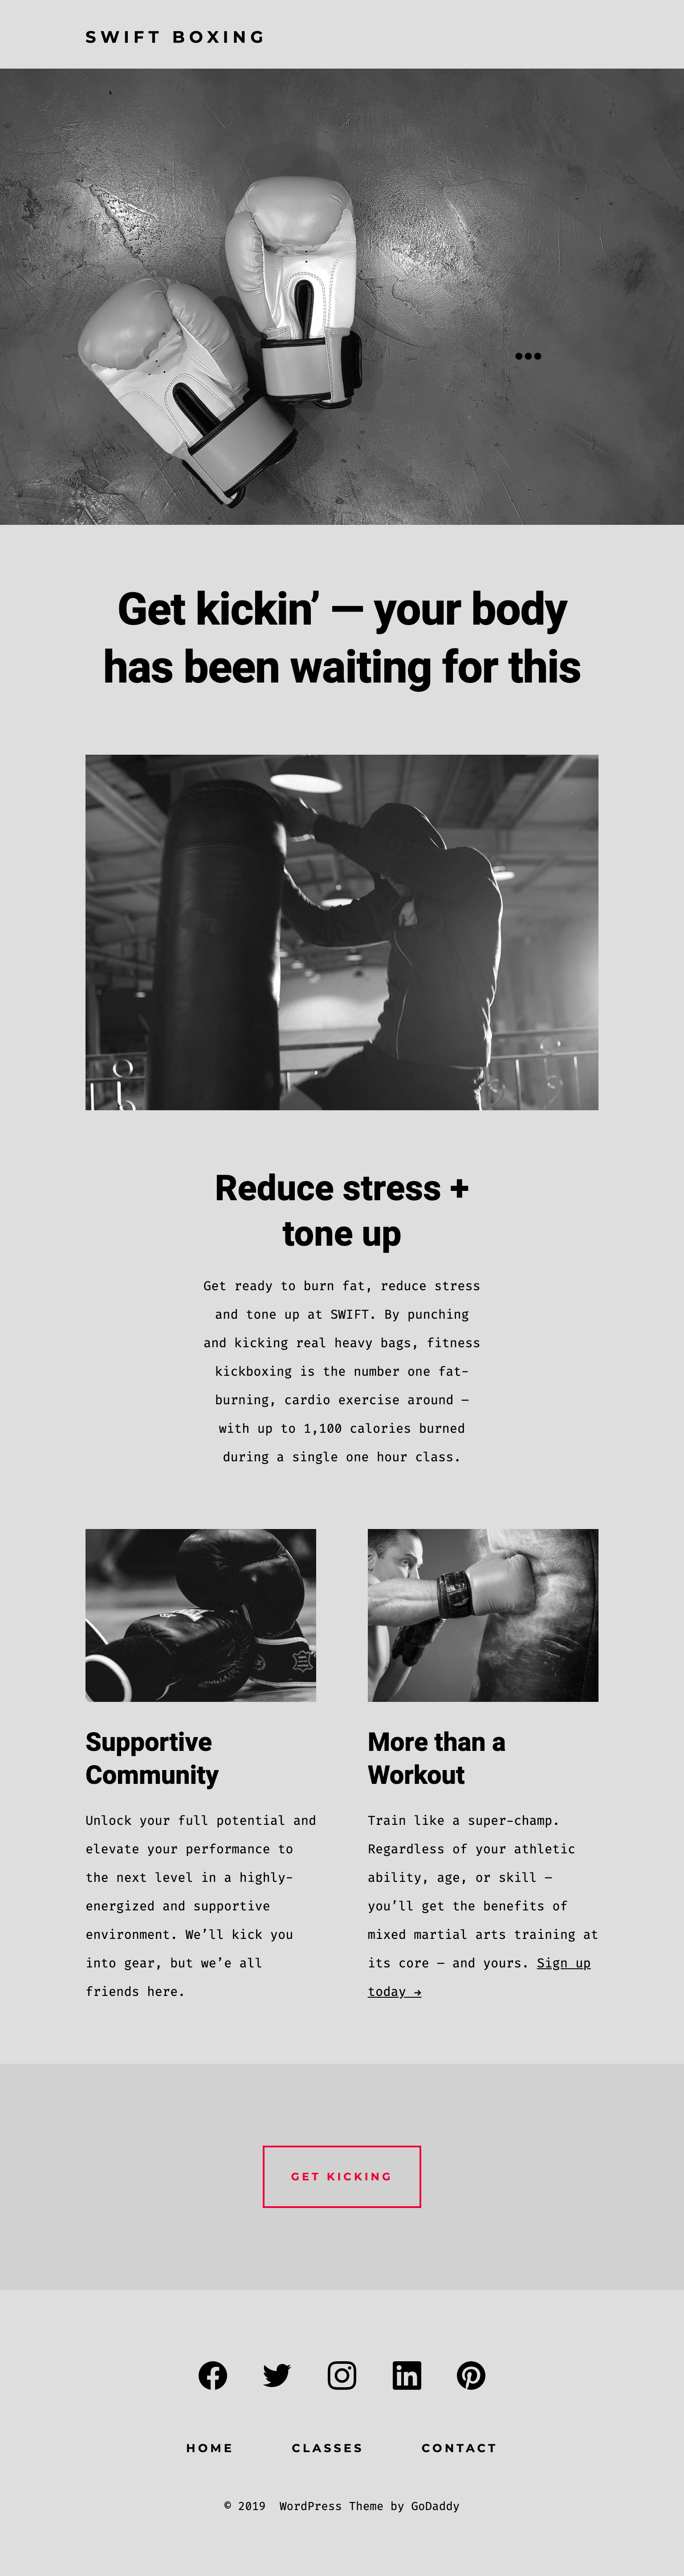 SWIFT BOXING
Get kickin’ — your body
has been waiting for this
Reduce stress +
tone up
Get ready to burn fat, reduce stress
and tone up at SWIFT. By punching
and kicking real heavy bags, fitness
kickboxing is the number one fat-
burning, cardio exercise around –
with up to 1,100 calories burned
during a single one hour class.
Supportive
Community
Unlock your full potential and
elevate your performance to
the next level in a highly-
energized and supportive
environment. We’ll kick you
into gear, but we’e all
friends here.
More than a
Workout
Train like a super-champ.
Regardless of your athletic
ability, age, or skill –
you’ll get the benefits of
mixed martial arts training at
its core – and yours. Sign up
today →
GET KICKING
HOME CLASSES CONTACT
© 2019 WordPress Theme by GoDaddy